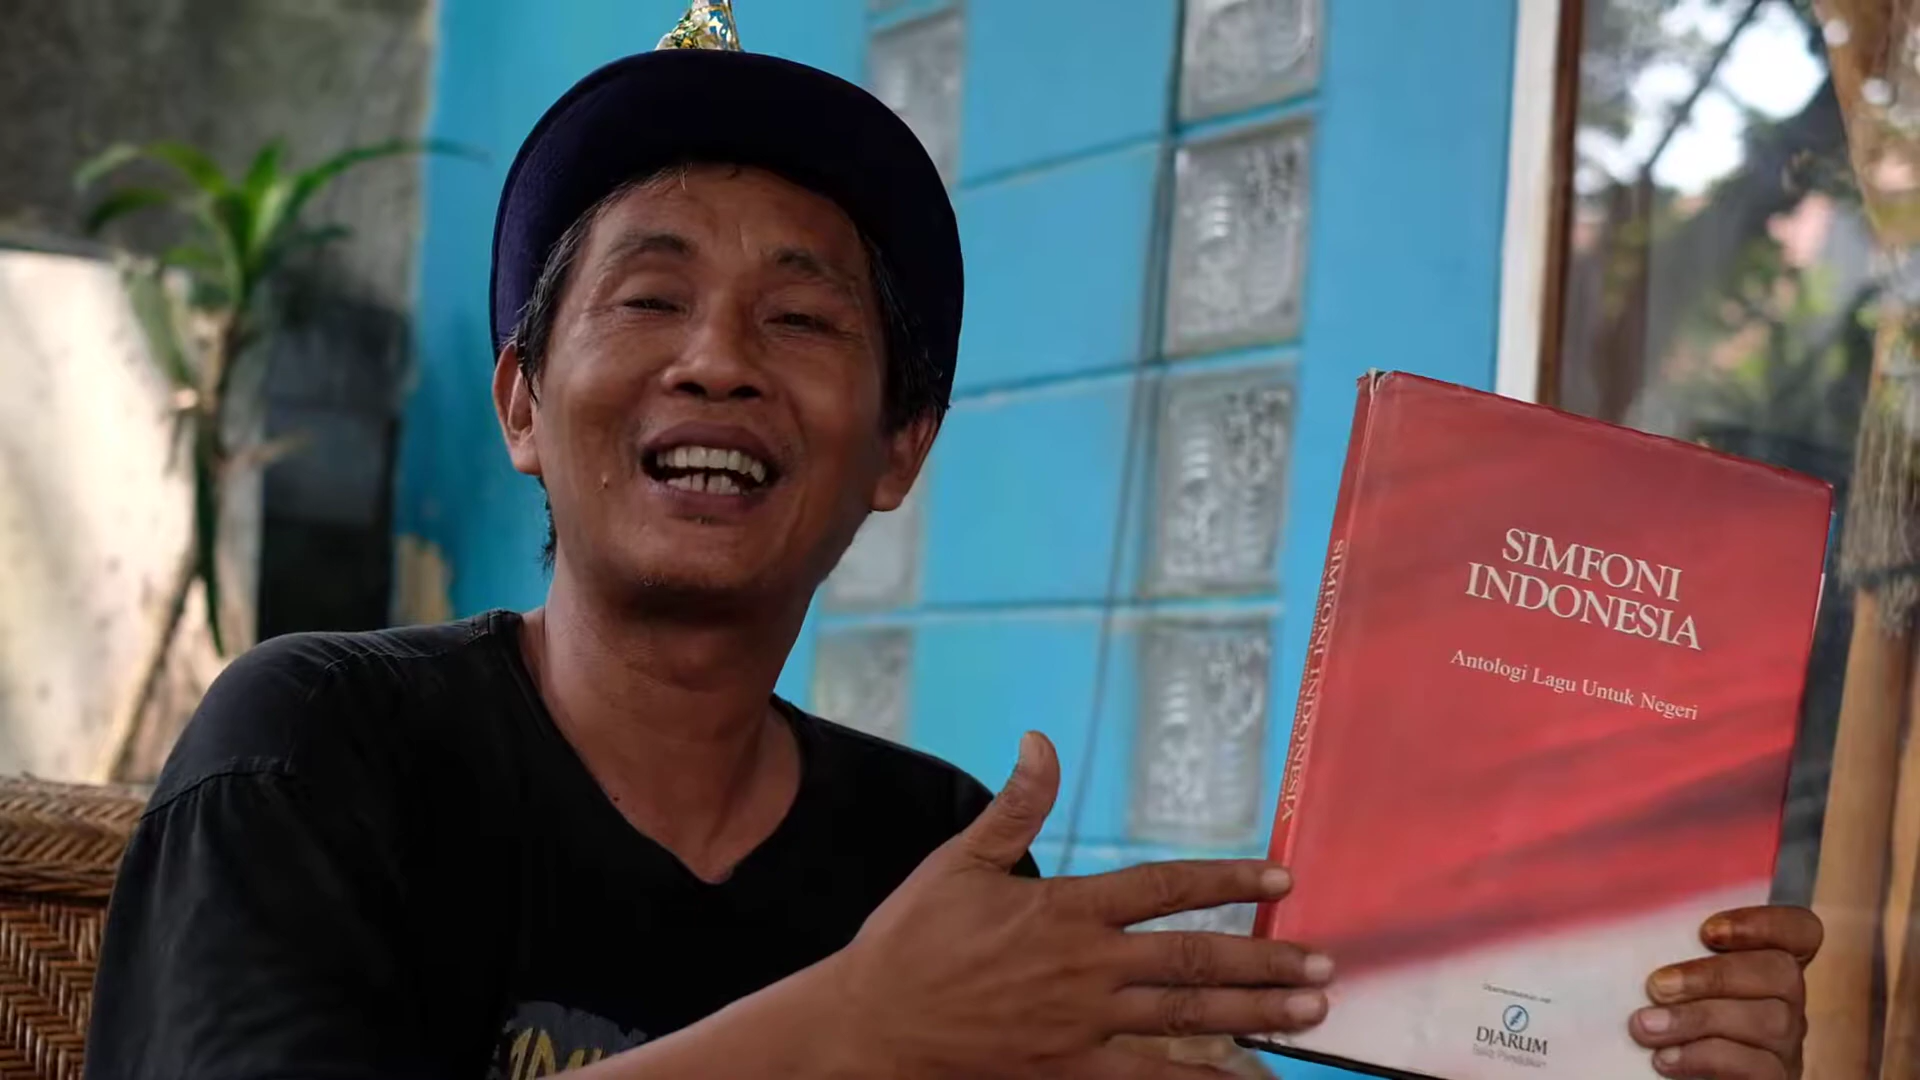 SIMFONI
INDONESIA
Antologi Lagu Untuk Negeri
DJARUM
SIMFONI INDONESIA